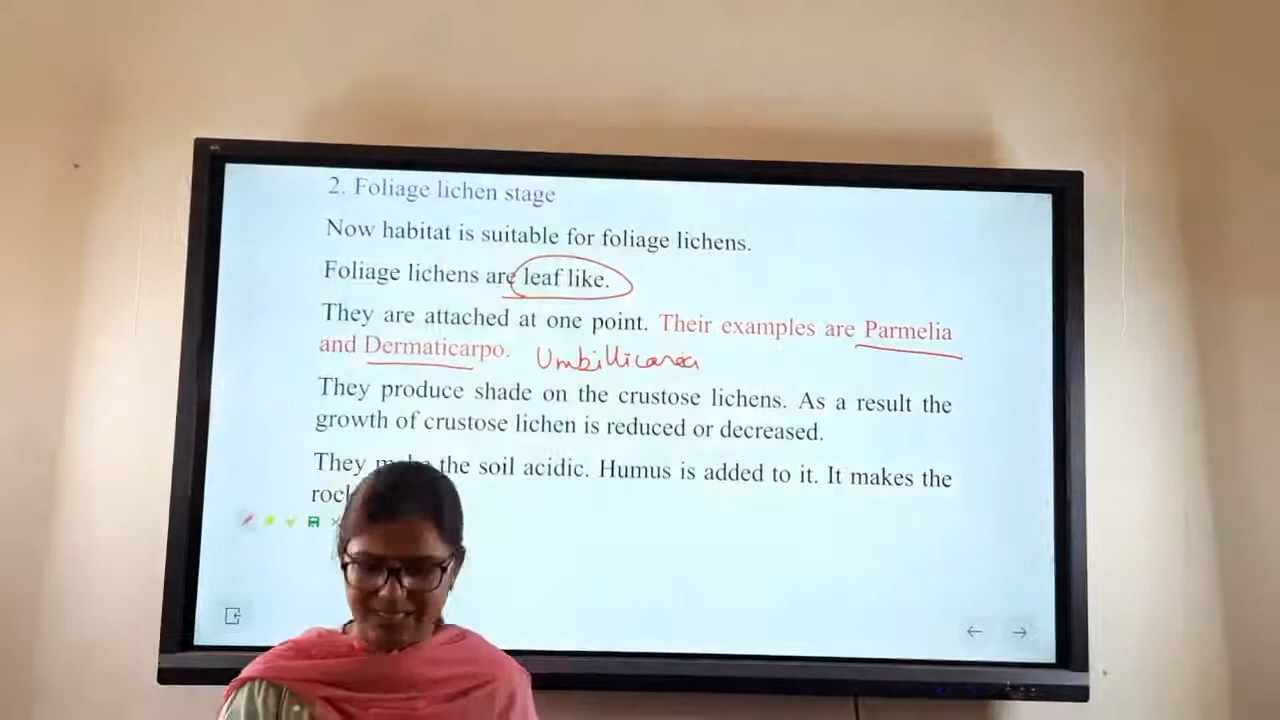 2. Foliage lichen stage
Now habitat is suitable for foliage lichens.
Foliage lichens are leaf like.
They are attached at one point. Their examples are Parmelia
and Dermaticarpo. Umbillicarea
They produce shade on the crustose lichens. As a result the
growth of crustose lichen is reduced or decreased.
They the soil acidic. Humus is added to it. It makes the